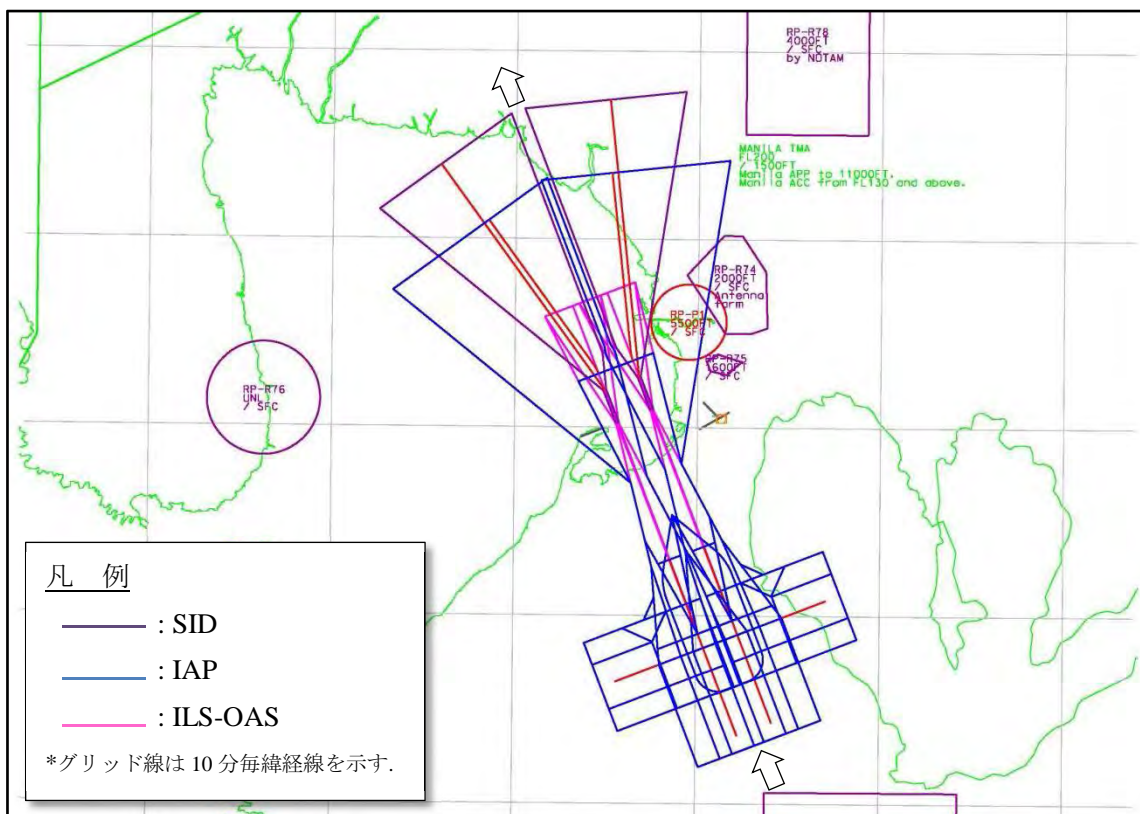 RP-R78
4000FT
/ SFC
by NOTAM
MANILA TMA
FL200
/ 1500FT
Manila APP to 11000FT.
Manila ACC from FL130 and above.
RP-R74
2000FT
/ SFC
Antenna
farm
RP-P1
5500FT
/ SFC
RP-R75
600FT
/ SFC
RP-R76
UNL
/ SFC
凡 例
: SID
: IAP
: ILS-OAS
*グリッド線は 10 分毎緯経線を示す.